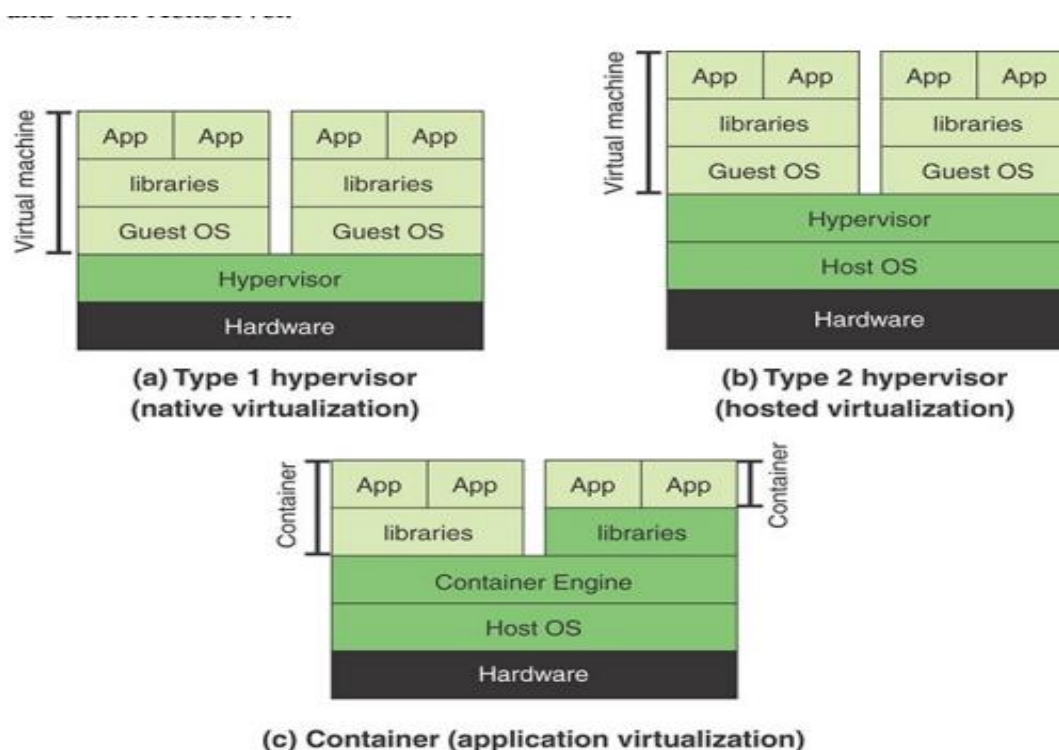 Virtual machine
App App App App
libraries libraries
Guest OS Guest OS
Hypervisor
Hardware
(a) Type 1 hypervisor
(native virtualization)
Virtual machine
App App App App
libraries libraries
Guest OS Guest OS
Hypervisor
Host OS
Hardware
(b) Type 2 hypervisor
(hosted virtualization)
Container
App App App App
Container
libraries libraries
Container Engine
Host OS
Hardware
(c) Container (application virtualization)